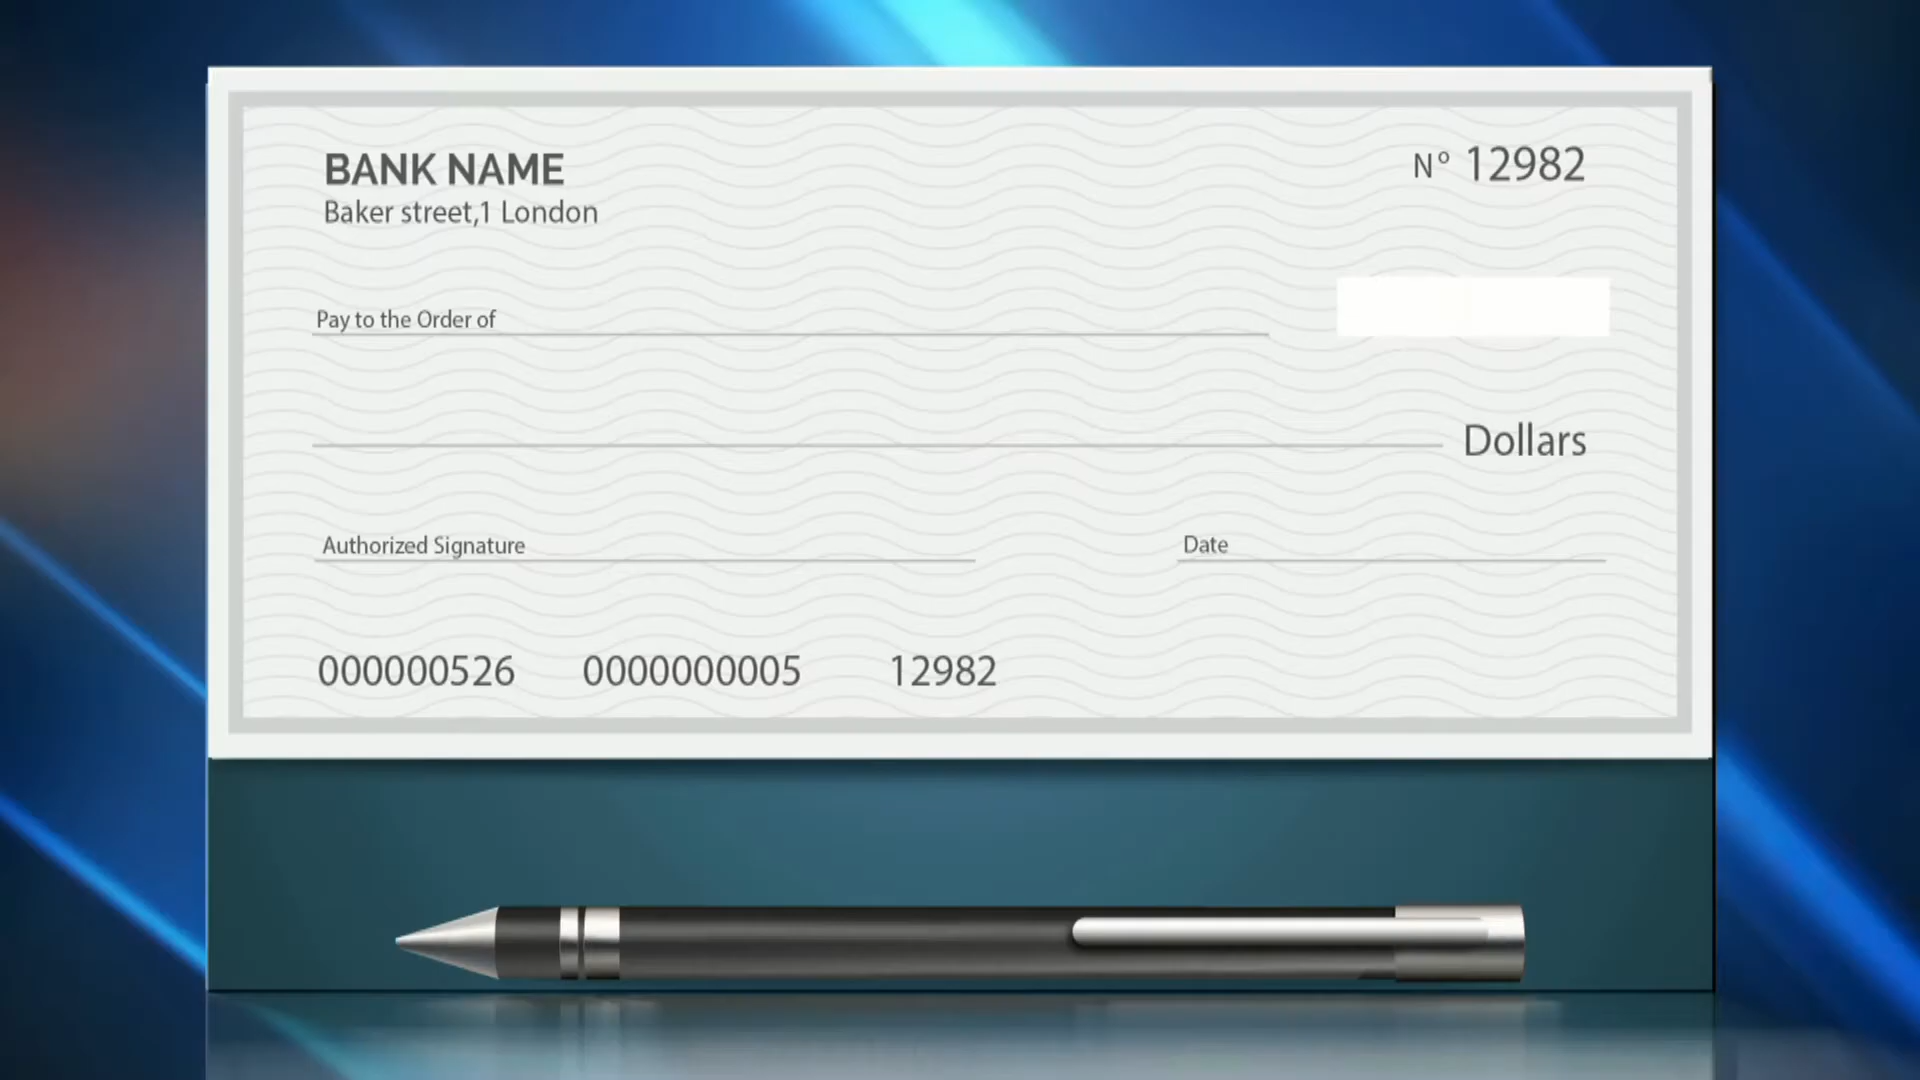 BANK NAME
Baker street,1 London
Nº 12982
Pay to the Order of
Dollars
Authorized Signature
Date
000000526 0000000005 12982